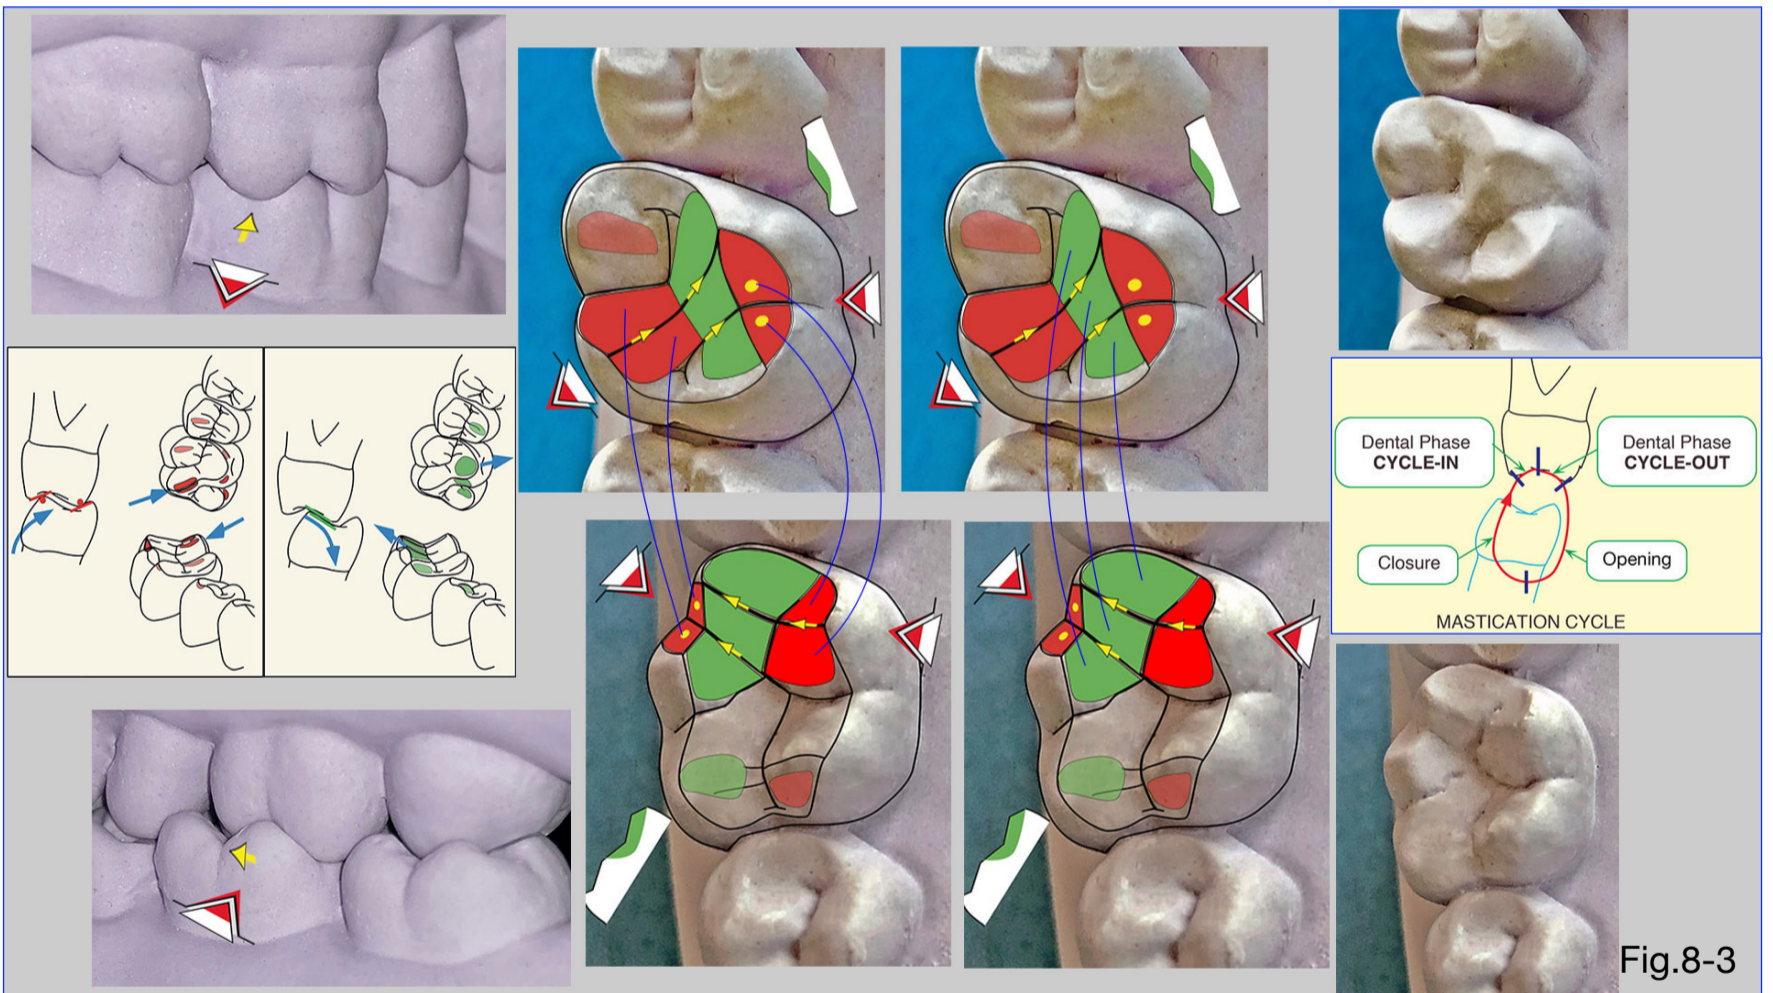 Dental Phase
CYCLE-IN
Dental Phase
CYCLE-OUT
Closure
Opening
MASTICATION CYCLE
Fig.8-3